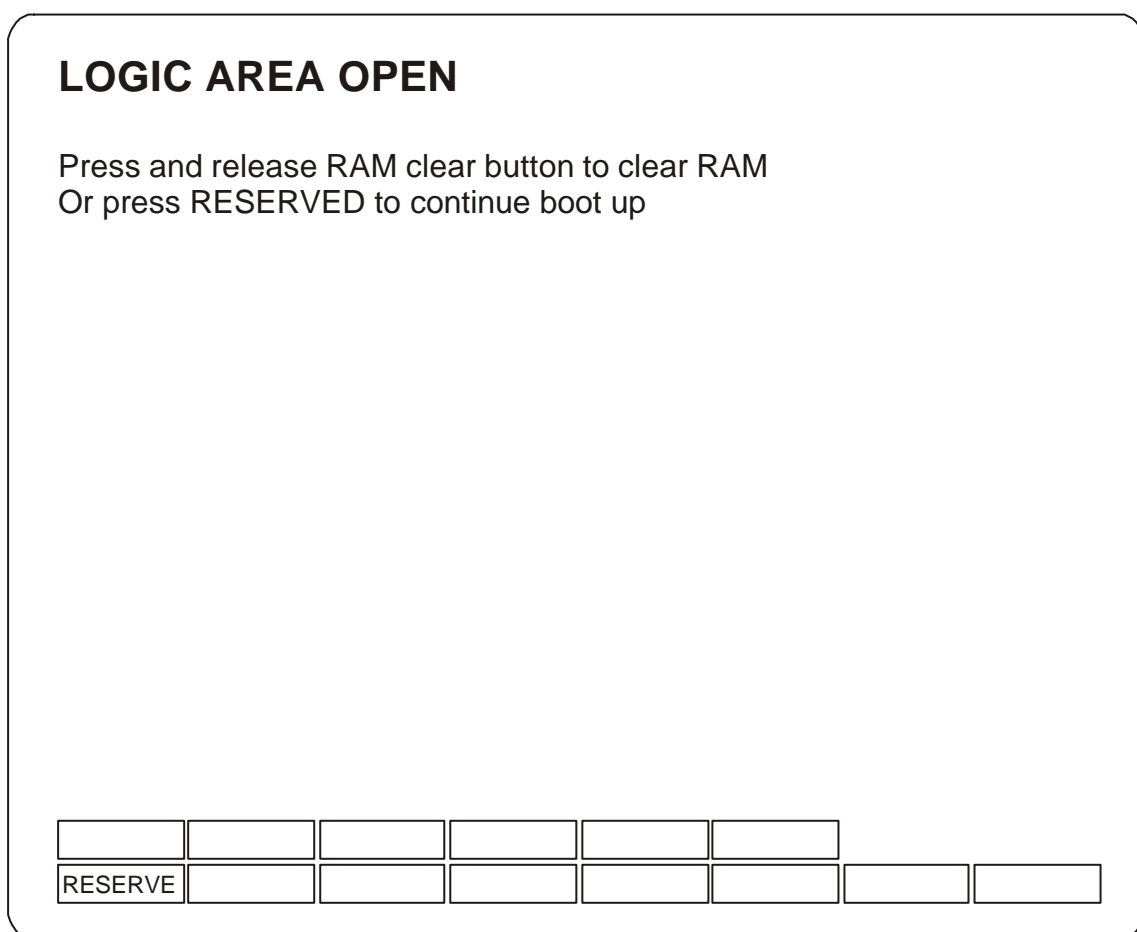 LOGIC AREA OPEN
Press and release RAM clear button to clear RAM
Or press RESERVED to continue boot up
RESERVE